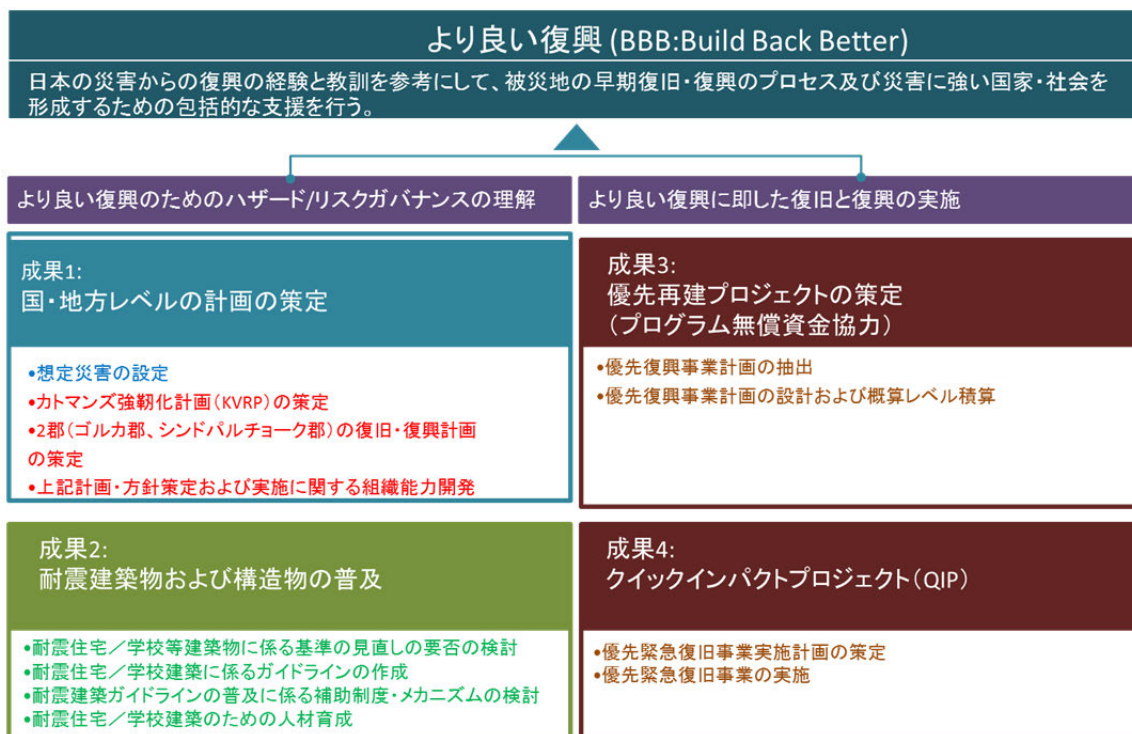 より良い復興 (BBB:Build Back Better)
日本の災害からの復興の経験と教訓を参考にして、被災地の早期復旧・復興のプロセス及び災害に強い国家・社会を
形成するための包括的な支援を行う。
より良い復興のためのハザード/リスクガバナンスの理解
より良い復興に即した復旧と復興の実施
成果1:
国・地方レベルの計画の策定
•想定災害の設定
•カトマンズ強靭化計画(KVRP)の策定
•2郡(ゴルカ郡、シンドパルチョーク郡)の復旧・復興計画
の策定
•上記計画・方針策定および実施に関する組織能力開発
成果3:
優先再建プロジェクトの策定
(プログラム無償資金協力)
•優先復興事業計画の抽出
•優先復興事業計画の設計および概算レベル積算
成果2:
耐震建築物および構造物の普及
•耐震住宅/学校等建築物に係る基準の見直しの要否の検討
•耐震住宅/学校建築に係るガイドラインの作成
•耐震建築ガイドラインの普及に係る補助制度・メカニズムの検討
•耐震住宅/学校建築のための人材育成
成果4:
クイックインパクトプロジェクト(QIP)
•優先緊急復旧事業実施計画の策定
•優先緊急復旧事業の実施